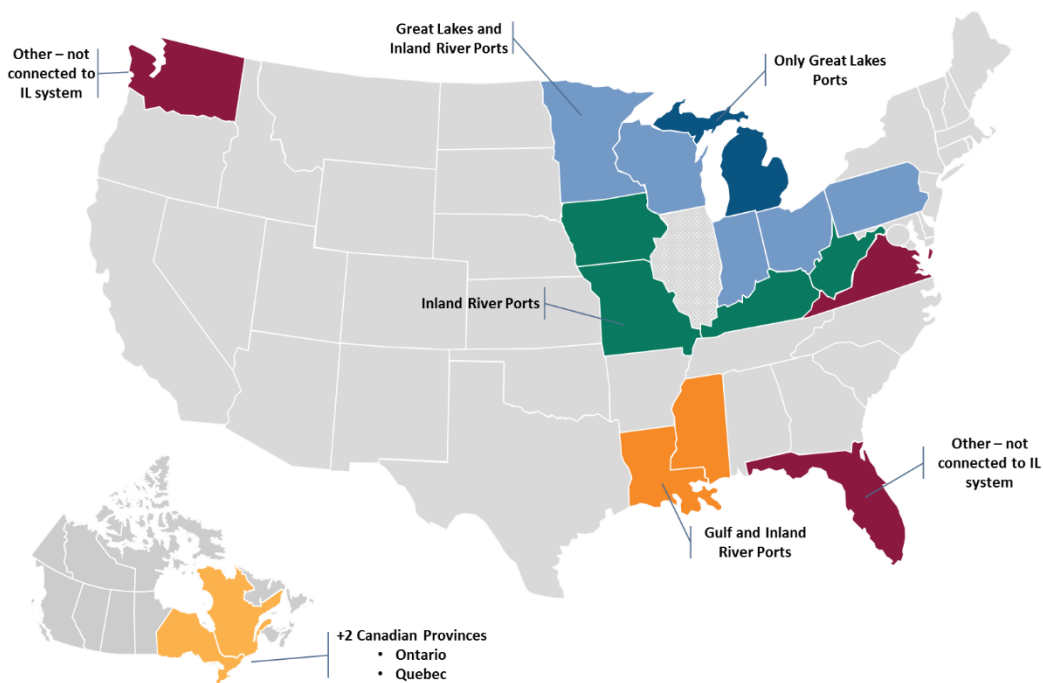 Great Lakes and
Inland River Ports
Other – not
connected to
IL system
Only Great Lakes
Ports
Inland River Ports
Other – not
connected to IL
system
Gulf and Inland
River Ports
+2 Canadian Provinces
• Ontario
• Quebec